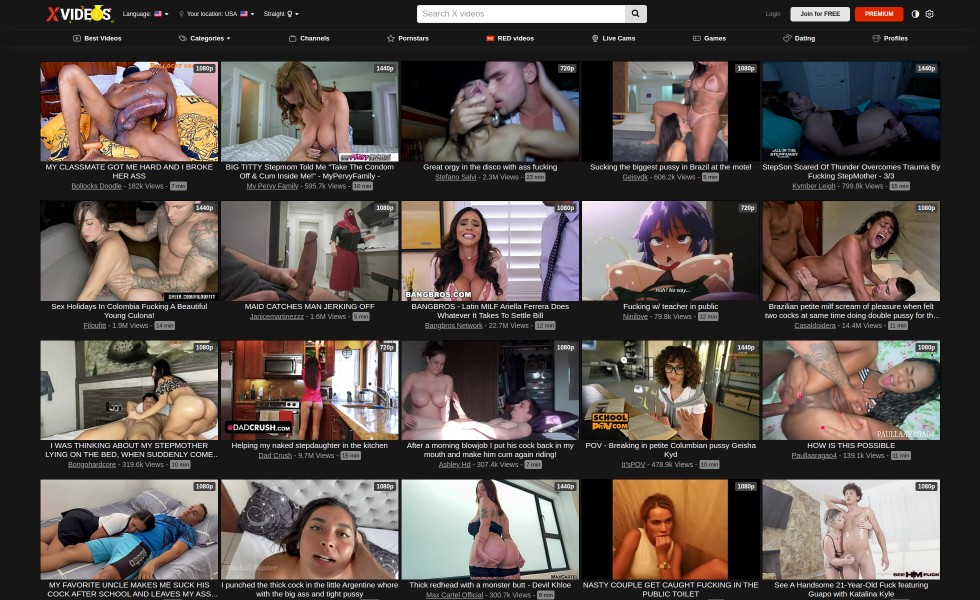 XVIDEOS
Language:
Your location: USA
Straight
Search X videos
Login
Join for FREE
PREMIUM
Best Videos
Categories
Channels
Pornstars
RED videos
Live Cams
Games
Dating
Profiles
1080p
1440p
720p
1080p
1440p
MY CLASSMATE GOT ME HARD AND I BROKE
HER ASS
Bollocks Doodle - 182k Views - 7 min
BIG TITTY Stepmom Told Me "Take The Condom
Off & Cum Inside Me!" - MyPervyFamily -
My Pervy Family - 595.7k Views - 10 min
Great orgy in the disco with ass fucking
Stefano Salvi - 2.3M Views - 23 min
Sucking the biggest pussy in Brazil at the motel
Geisydk - 606.2k Views - 5 min
StepSon Scared Of Thunder Overcomes Trauma By
Fucking StepMother - 3/3
Kymber Leigh - 799.8k Views - 15 min
1440p
1080p
1080p
720p
1080p
BANGBROS.COM
Huh? No way...
Sex Holidays In Colombia Fucking A Beautiful
Young Culona!
Filoufitt - 1.9M Views - 14 min
MAID CATCHES MAN JERKING OFF
Janicemartinezzz - 1.6M Views - 5 min
BANGBROS - Latin MILF Ariella Ferrera Does
Whatever It Takes To Settle Bill
Bangbros Network - 22.7M Views - 12 min
Fucking w/ teacher in public
Ninilove - 79.8k Views - 12 min
Brazilian petite milf scream of pleasure when felt
two cocks at same time doing double pussy for th...
Casaldoidera - 14.4M Views - 11 min
1080p
720p
1080p
1440p
1080p
DADCRUSH.COM
SCHOOL
POV.COM
PAULLAARAGA04
I WAS THINKING ABOUT MY STEPMOTHER
LYING ON THE BED, WHEN SUDDENLY COME...
Bongohardcore - 319.6k Views - 10 min
Helping my naked stepdaughter in the kitchen
Dad Crush - 9.7M Views - 15 min
After a morning blowjob I put his cock back in my
mouth and make him cum again riding!
Ashley Hd - 307.4k Views - 7 min
POV - Breaking in petite Columbian pussy Geisha
Kyd
It'sPOV - 478.9k Views - 10 min
HOW IS THIS POSSIBLE
Paullaarago4 - 139.1k Views - 11 min
1080p
1080p
1440p
1080p
1080p
MAXCARTEL
SEE HIM FUCK
MY FAVORITE UNCLE MAKES ME SUCK HIS
COCK AFTER SCHOOL AND LEAVES MY ASS...
I punched the thick cock in the little Argentine whore
with the big ass and tight pussy
Thick redhead with a monster butt - Devil Khloe
Max Cartel Official - 300.7k Views - 8 min
NASTY COUPLE GET CAUGHT FUCKING IN THE
PUBLIC TOILET
See A Handsome 21-Year-Old Fuck featuring
Guapo with Katalina Kyle